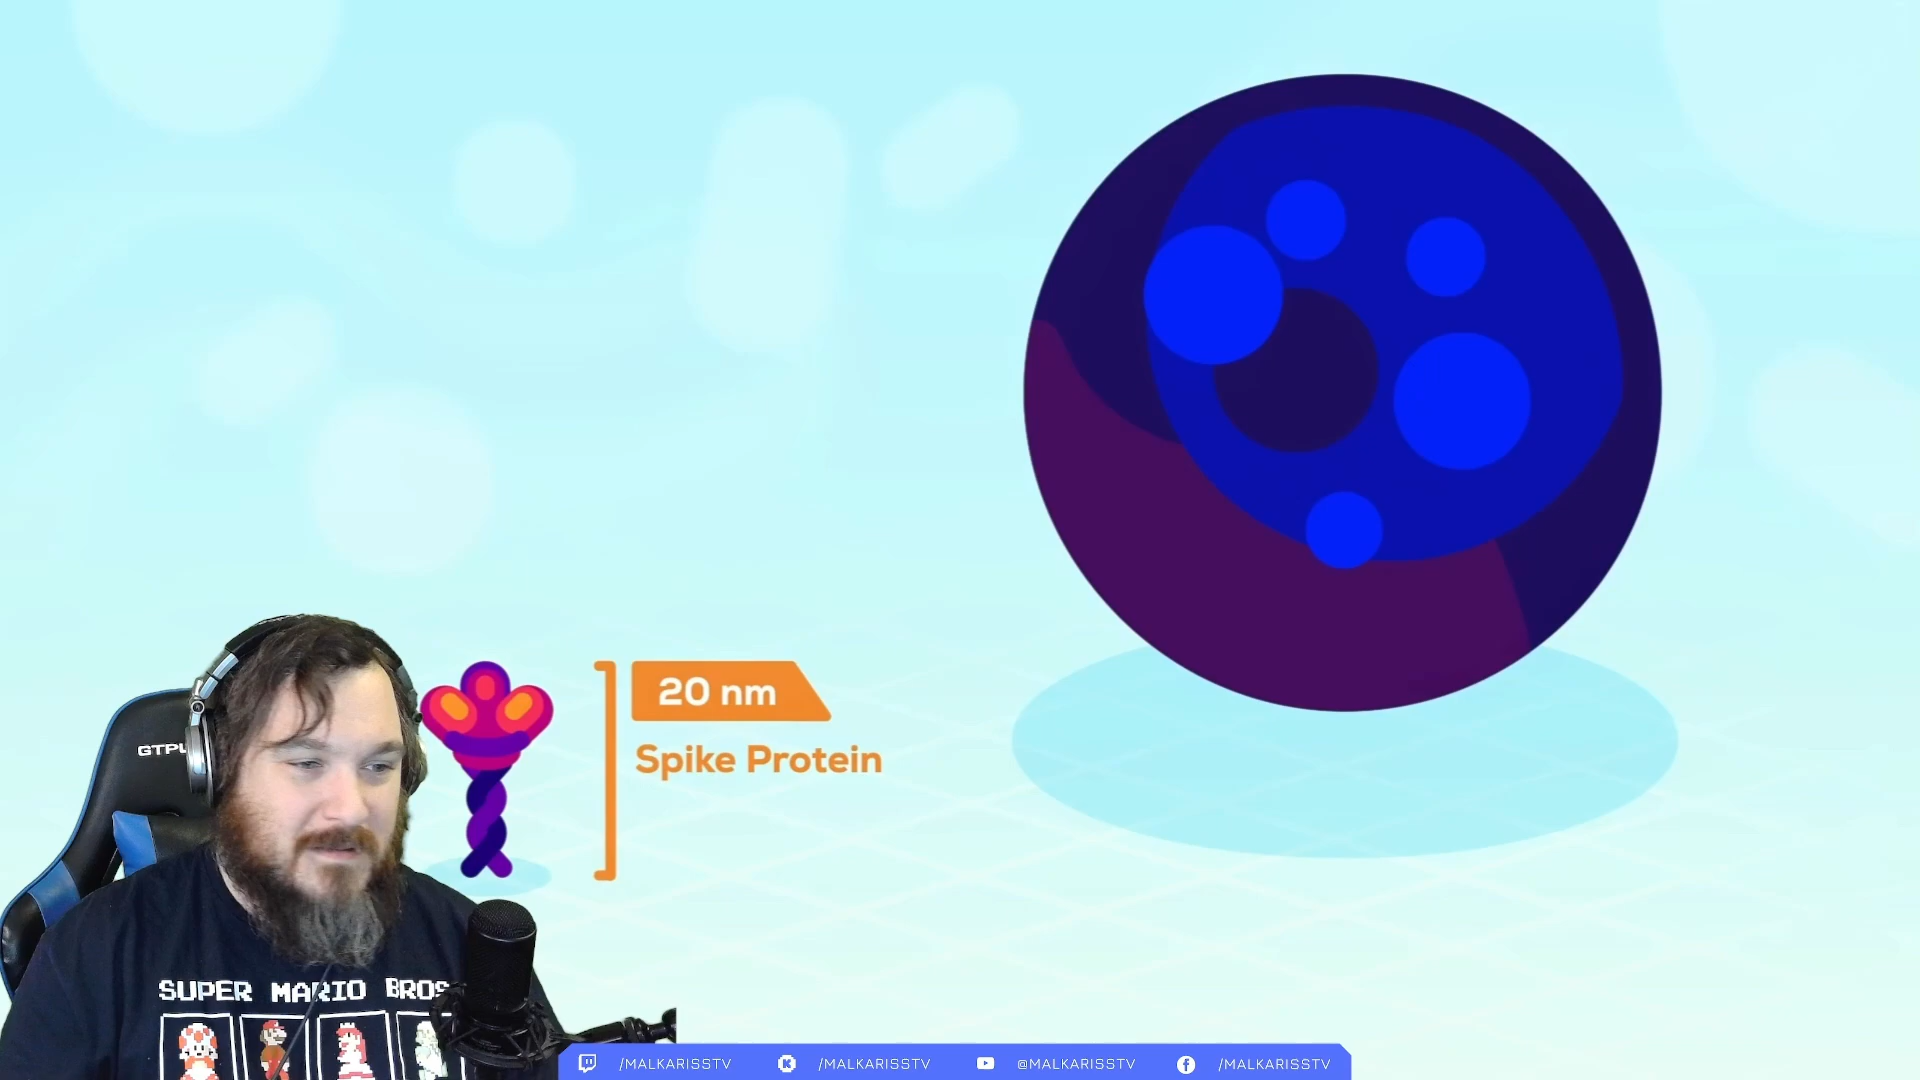 20 nm
Spike Protein
SUPER MARIO BROS
/MALKARISSTV /MALKARISSTV @MALKARISSTV /MALKARISSTV